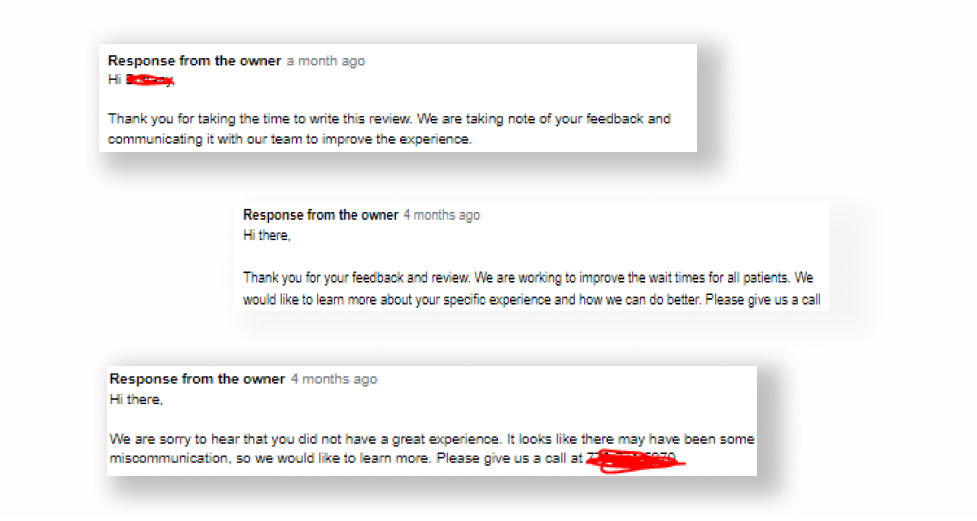 Response from the owner a month ago
Hi
Thank you for taking the time to write this review. We are taking note of your feedback and
communicating it with our team to improve the experience.
Response from the owner 4 months ago
Hi there,
Thank you for your feedback and review. We are working to improve the wait times for all patients. We
would like to learn more about your specific experience and how we can do better. Please give us a call
Response from the owner 4 months ago
Hi there,
We are sorry to hear that you did not have a great experience. It looks like there may have been some
miscommunication, so we would like to learn more. Please give us a call at